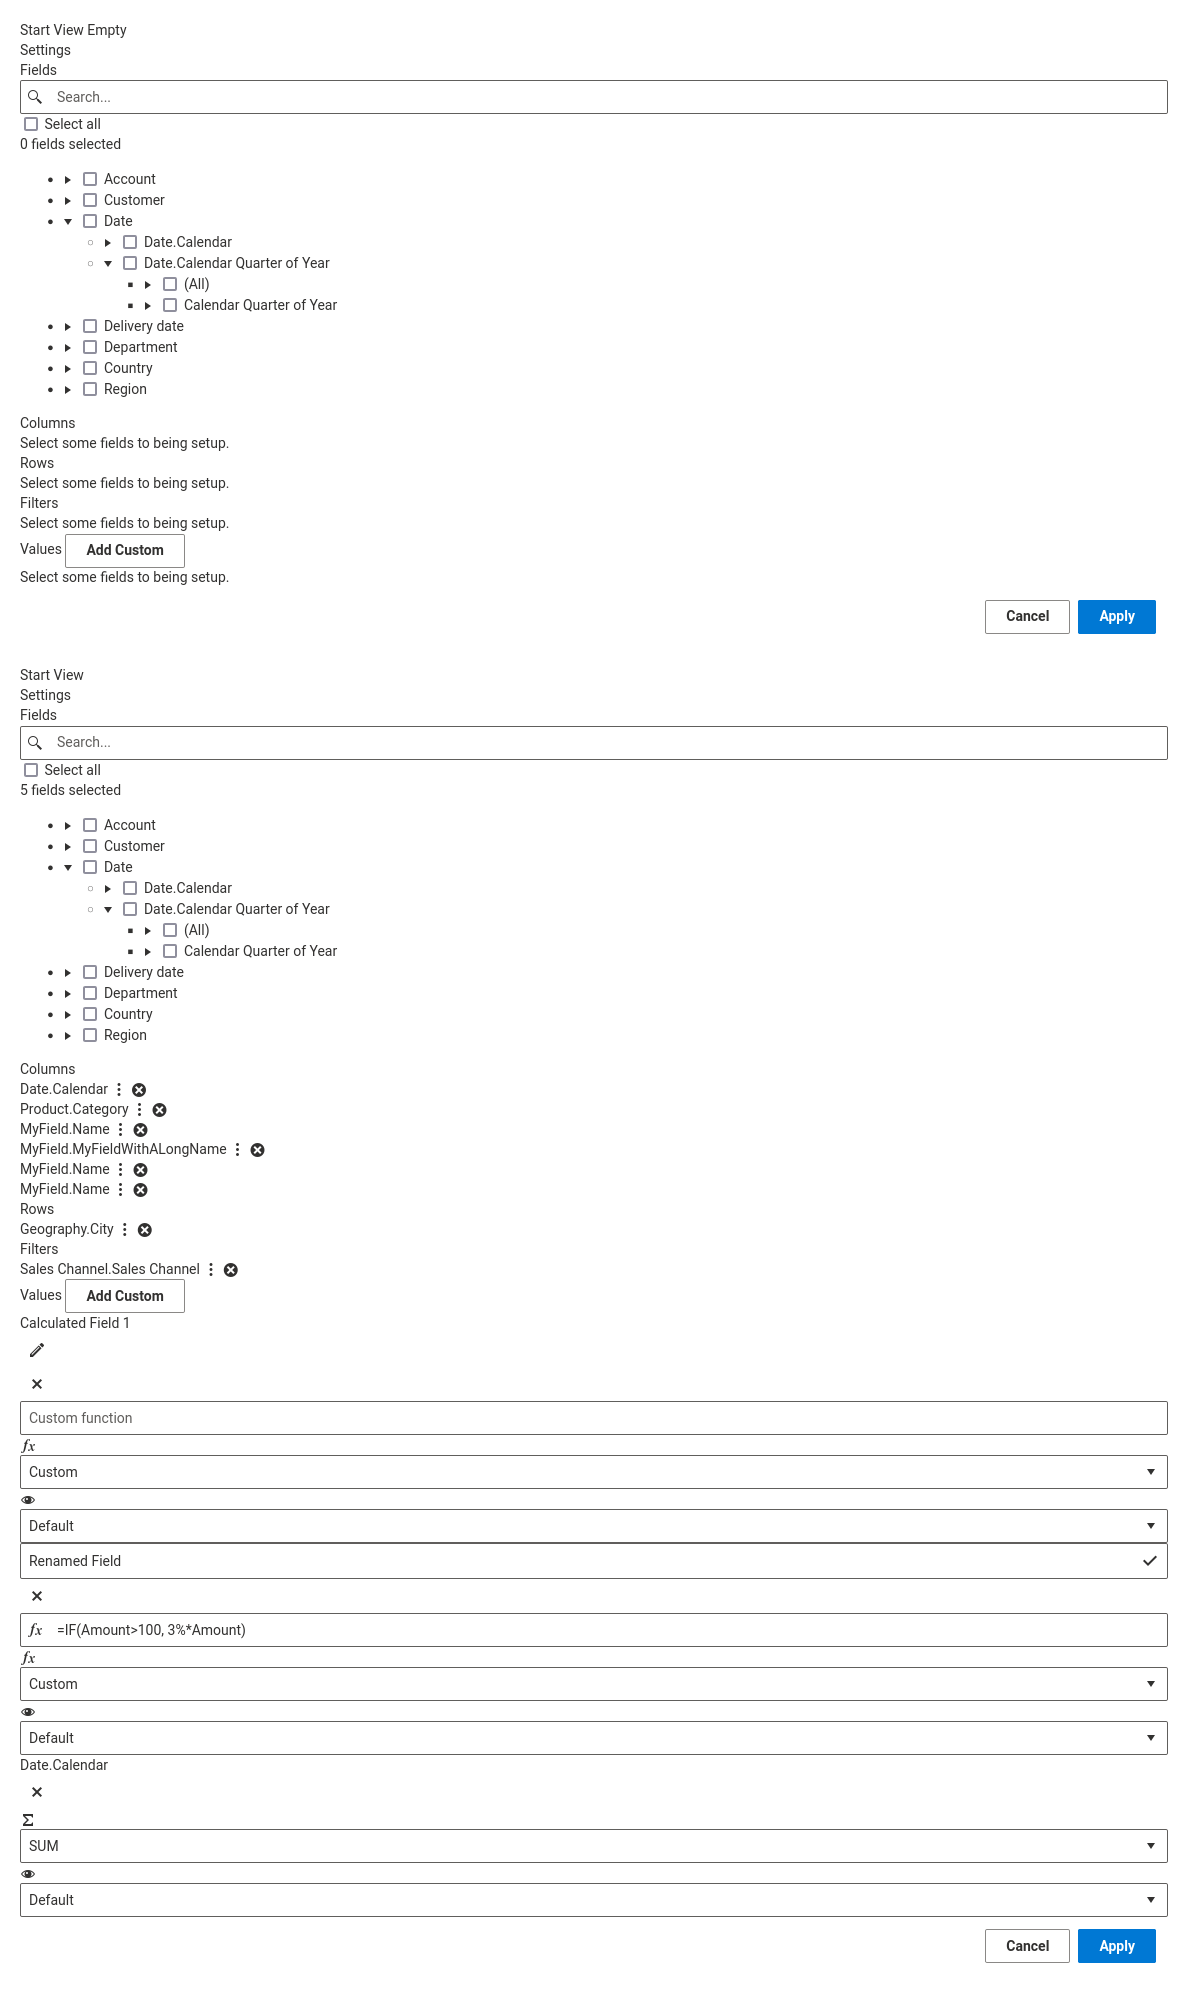 Start View Empty
Settings
Fields
Search...
Select all
0 fields selected
Account
Customer
Date
Date.Calendar
Date.Calendar Quarter of Year
(All)
Calendar Quarter of Year
Delivery date
Department
Country
Region
Columns
Select some fields to being setup.
Rows
Select some fields to being setup.
Filters
Select some fields to being setup.
Values Add Custom
Select some fields to being setup.
Cancel Apply
Start View
Settings
Fields
Search...
Select all
5 fields selected
Account
Customer
Date
Date.Calendar
Date.Calendar Quarter of Year
(All)
Calendar Quarter of Year
Delivery date
Department
Country
Region
Columns
Date.Calendar
Product.Category
MyField.Name
MyField.MyFieldWithALongName
MyField.Name
MyField.Name
Rows
Geography.City
Filters
Sales Channel.Sales Channel
Values Add Custom
Calculated Field 1
Custom function
fx
Custom
Default
Renamed Field
fx =IF(Amount>100, 3%*Amount)
fx
Custom
Default
Date.Calendar
Σ
SUM
Default
Cancel Apply